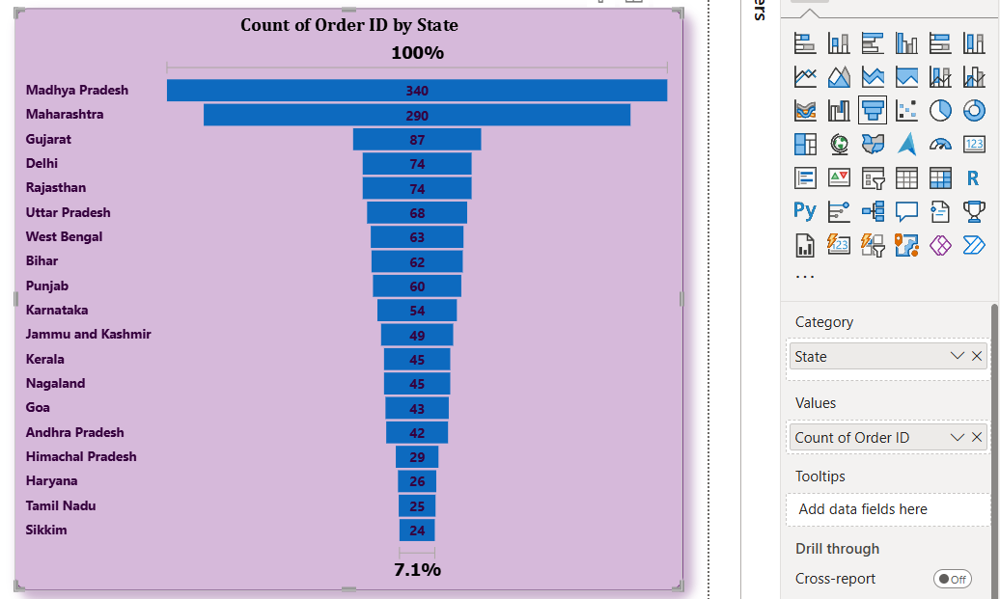 Count of Order ID by State
100%
Madhya Pradesh 340
Maharashtra 290
Gujarat 87
Delhi 74
Rajasthan 74
Uttar Pradesh 68
West Bengal 63
Bihar 62
Punjab 60
Karnataka 54
Jammu and Kashmir 49
Kerala 45
Nagaland 45
Goa 43
Andhra Pradesh 42
Himachal Pradesh 29
Haryana 26
Tamil Nadu 25
Sikkim 24
7.1%
ers
123
R
Py
123
...
Category
State
Values
Count of Order ID
Tooltips
Add data fields here
Drill through
Cross-report Off